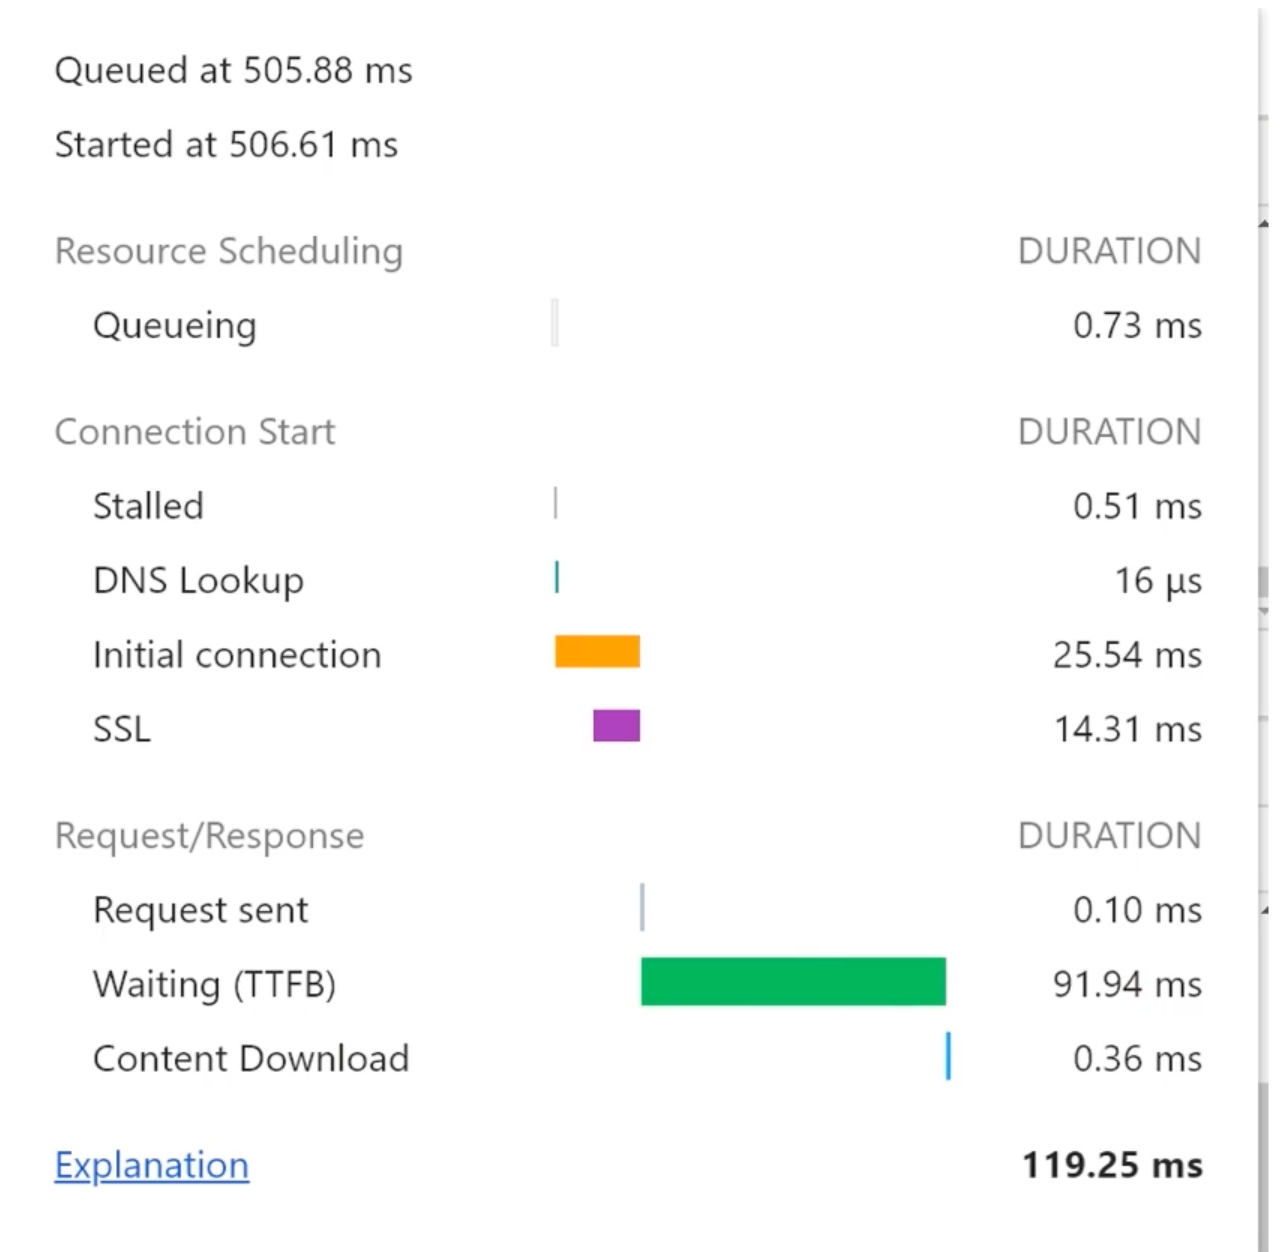 Queued at 505.88 ms
Started at 506.61 ms
Resource Scheduling DURATION
Queueing 0.73 ms
Connection Start DURATION
Stalled 0.51 ms
DNS Lookup 16 μs
Initial connection 25.54 ms
SSL 14.31 ms
Request/Response DURATION
Request sent 0.10 ms
Waiting (TTFB) 91.94 ms
Content Download 0.36 ms
Explanation 119.25 ms